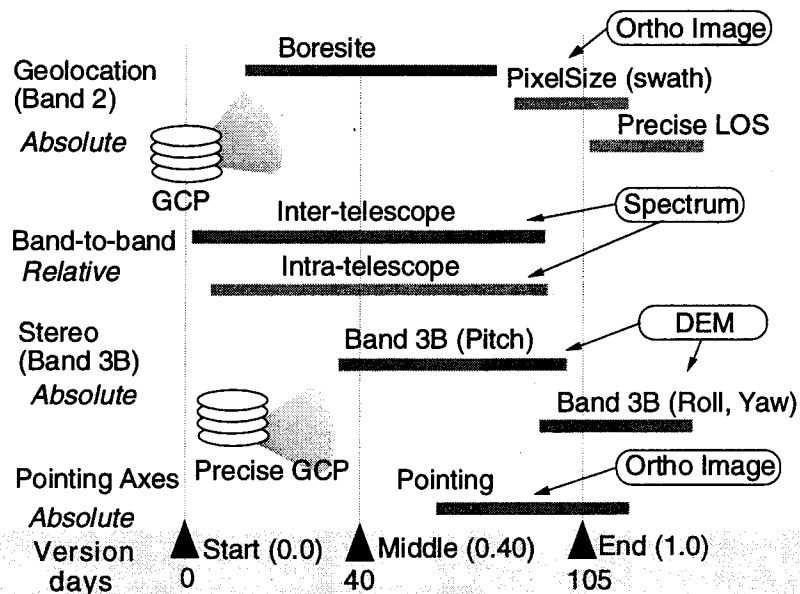 Ortho Image
Boresite
Geolocation
(Band 2)
PixelSize (swath)
Absolute
Precise LOS
GCP
Inter-telescope
Spectrum
Band-to-band
Relative
Intra-telescope
Stereo
(Band 3B)
Absolute
Band 3B (Pitch)
DEM
Band 3B (Roll, Yaw)
Precise GCP
Pointing Axes
Absolute
Pointing
Ortho Image
Version
Start (0.0)
Middle (0.40)
End (1.0)
days
0
40
105